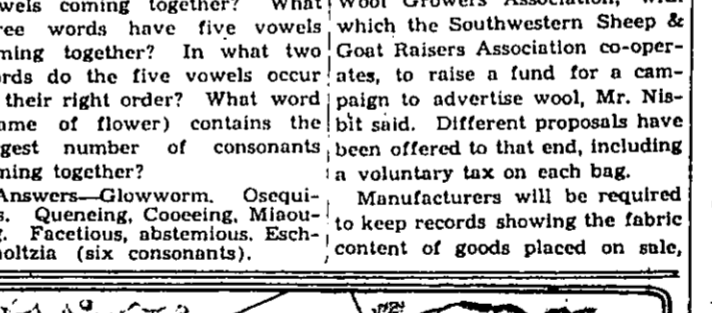 wels coming together? What
ree words have five vowels
ming together? In what two
rds do the five vowels occur
their right order? What word
ame of flower) contains the
gest number of consonants
ming together?
Answers—Glowworm. Osequi-
s. Queneing, Cooceing, Miaou-
g. Facetious, abstemious. Esch-
holtzia (six consonants).
Wool Growers Association, with
which the Southwestern Sheep &
Goat Raisers Association co-oper-
ates, to raise a fund for a cam-
paign to advertise wool, Mr. Nis-
bit said. Different proposals have
been offered to that end, including
a voluntary tax on each bag.
Manufacturers will be required
to keep records showing the fabric
content of goods placed on sale,